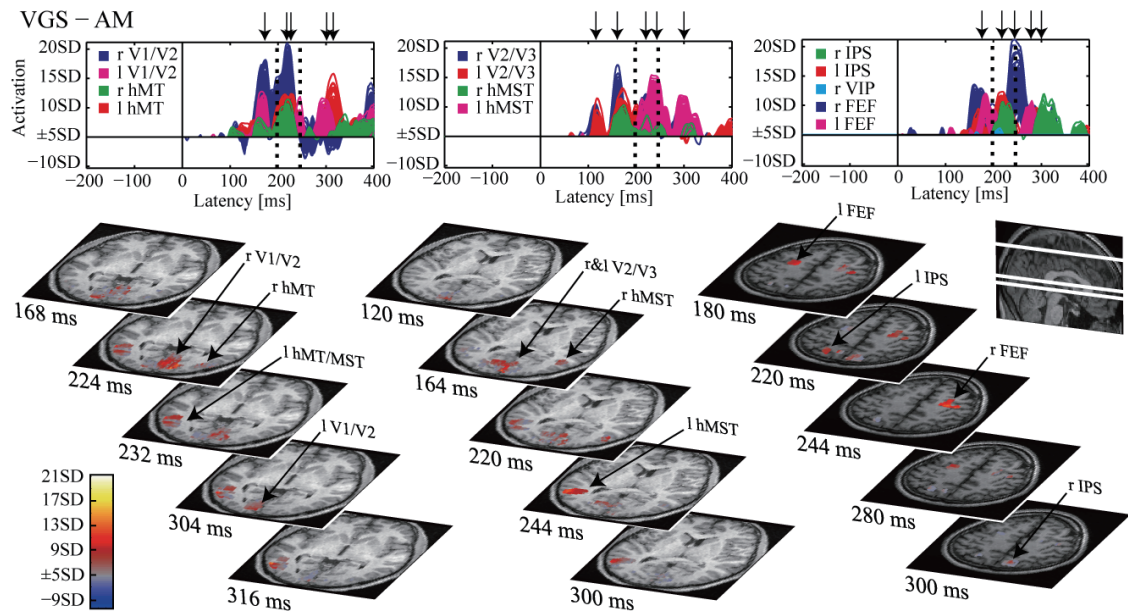 VGS – AM
Activation
20SD
15SD
10SD
±5SD
−10SD
r V1/V2
l V1/V2
r hMT
l hMT
−200 −100 0 100 200 300 400
Latency [ms]
20SD
15SD
10SD
±5SD
−10SD
r V2/V3
l V2/V3
r hMST
l hMST
−200 −100 0 100 200 300 400
Latency [ms]
20SD
15SD
10SD
±5SD
−10SD
r IPS
l IPS
r VIP
r FEF
l FEF
−200 −100 0 100 200 300 400
Latency [ms]
168 ms
r V1/V2
r hMT
224 ms
l hMT/MST
232 ms
l V1/V2
304 ms
316 ms
120 ms
r&l V2/V3
r hMST
164 ms
220 ms
l hMST
244 ms
300 ms
l FEF
180 ms
l IPS
220 ms
r FEF
244 ms
280 ms
r IPS
300 ms
21SD
17SD
13SD
9SD
±5SD
−9SD